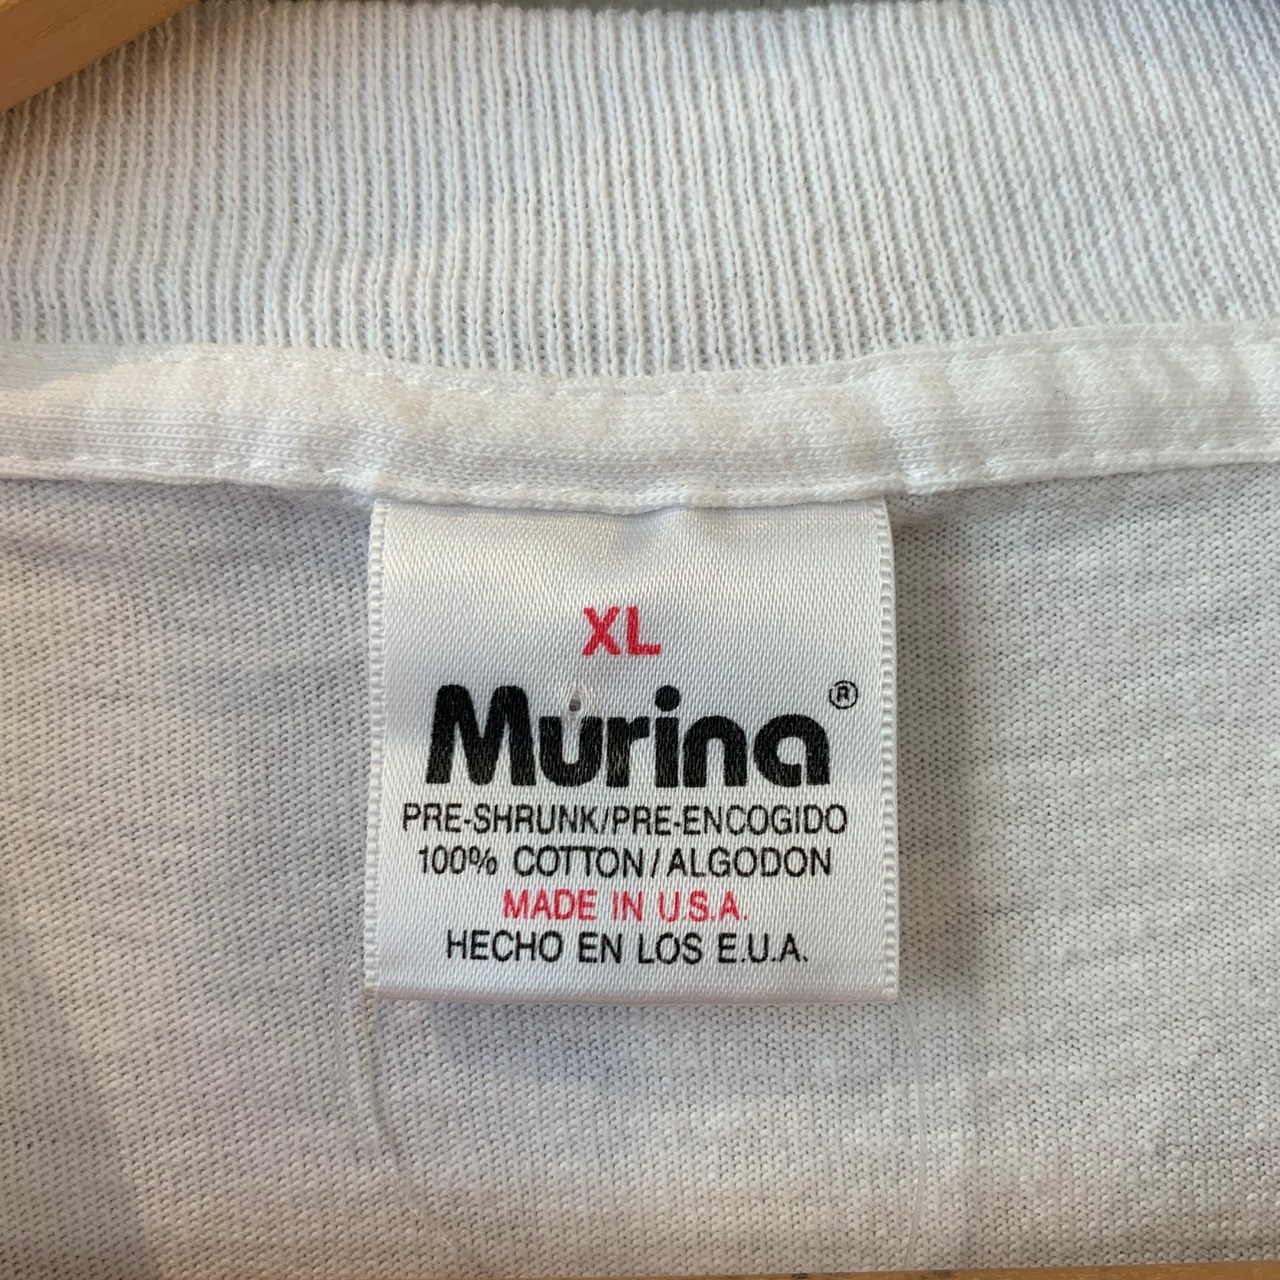 XL
Murina®
PRE-SHRUNK/PRE-ENCOGIDO
100% COTTON/ALGODON
MADE IN U.S.A.
HECHO EN LOS E.U.A.